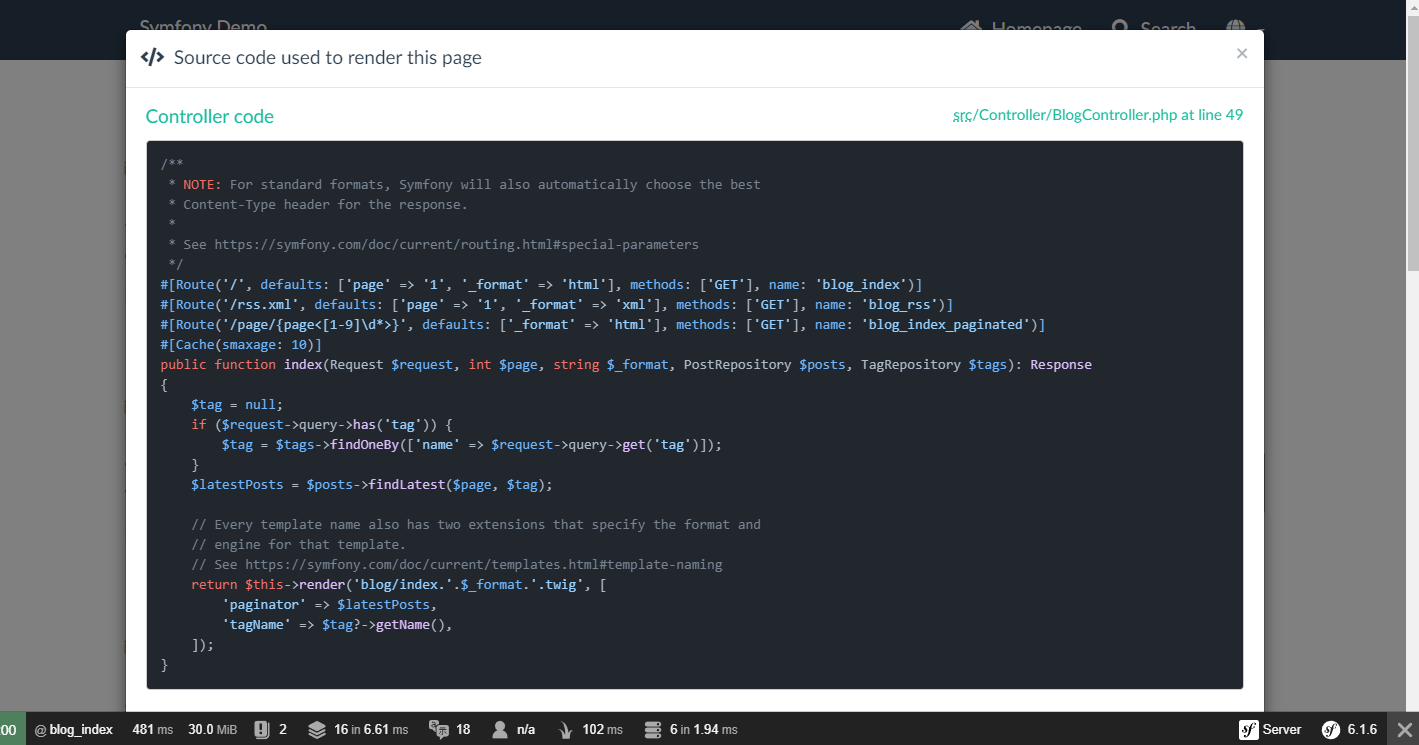 Symfony Demo
Homepage
Search
</> Source code used to render this page
×
Controller code
src/Controller/BlogController.php at line 49
/**
 * NOTE: For standard formats, Symfony will also automatically choose the best
 * Content-Type header for the response.
 *
 * See https://symfony.com/doc/current/routing.html#special-parameters
 */
#[Route('/', defaults: ['page' => '1', '_format' => 'html'], methods: ['GET'], name: 'blog_index')]
#[Route('/rss.xml', defaults: ['page' => '1', '_format' => 'xml'], methods: ['GET'], name: 'blog_rss')]
#[Route('/page/{page<[1-9]\d*>}', defaults: ['_format' => 'html'], methods: ['GET'], name: 'blog_index_paginated')]
#[Cache(smaxage: 10)]
public function index(Request $request, int $page, string $_format, PostRepository $posts, TagRepository $tags): Response
{
    $tag = null;
    if ($request->query->has('tag')) {
        $tag = $tags->findOneBy(['name' => $request->query->get('tag')]);
    }
    $latestPosts = $posts->findLatest($page, $tag);

    // Every template name also has two extensions that specify the format and
    // engine for that template.
    // See https://symfony.com/doc/current/templates.html#template-naming
    return $this->render('blog/index.'.$_format.'.twig', [
        'paginator' => $latestPosts,
        'tagName' => $tag?->getName(),
    ]);
}
00 @ blog_index 481 ms 30.0 MiB 2 16 in 6.61 ms 18 n/a 102 ms 6 in 1.94 ms sf Server sf 6.1.6